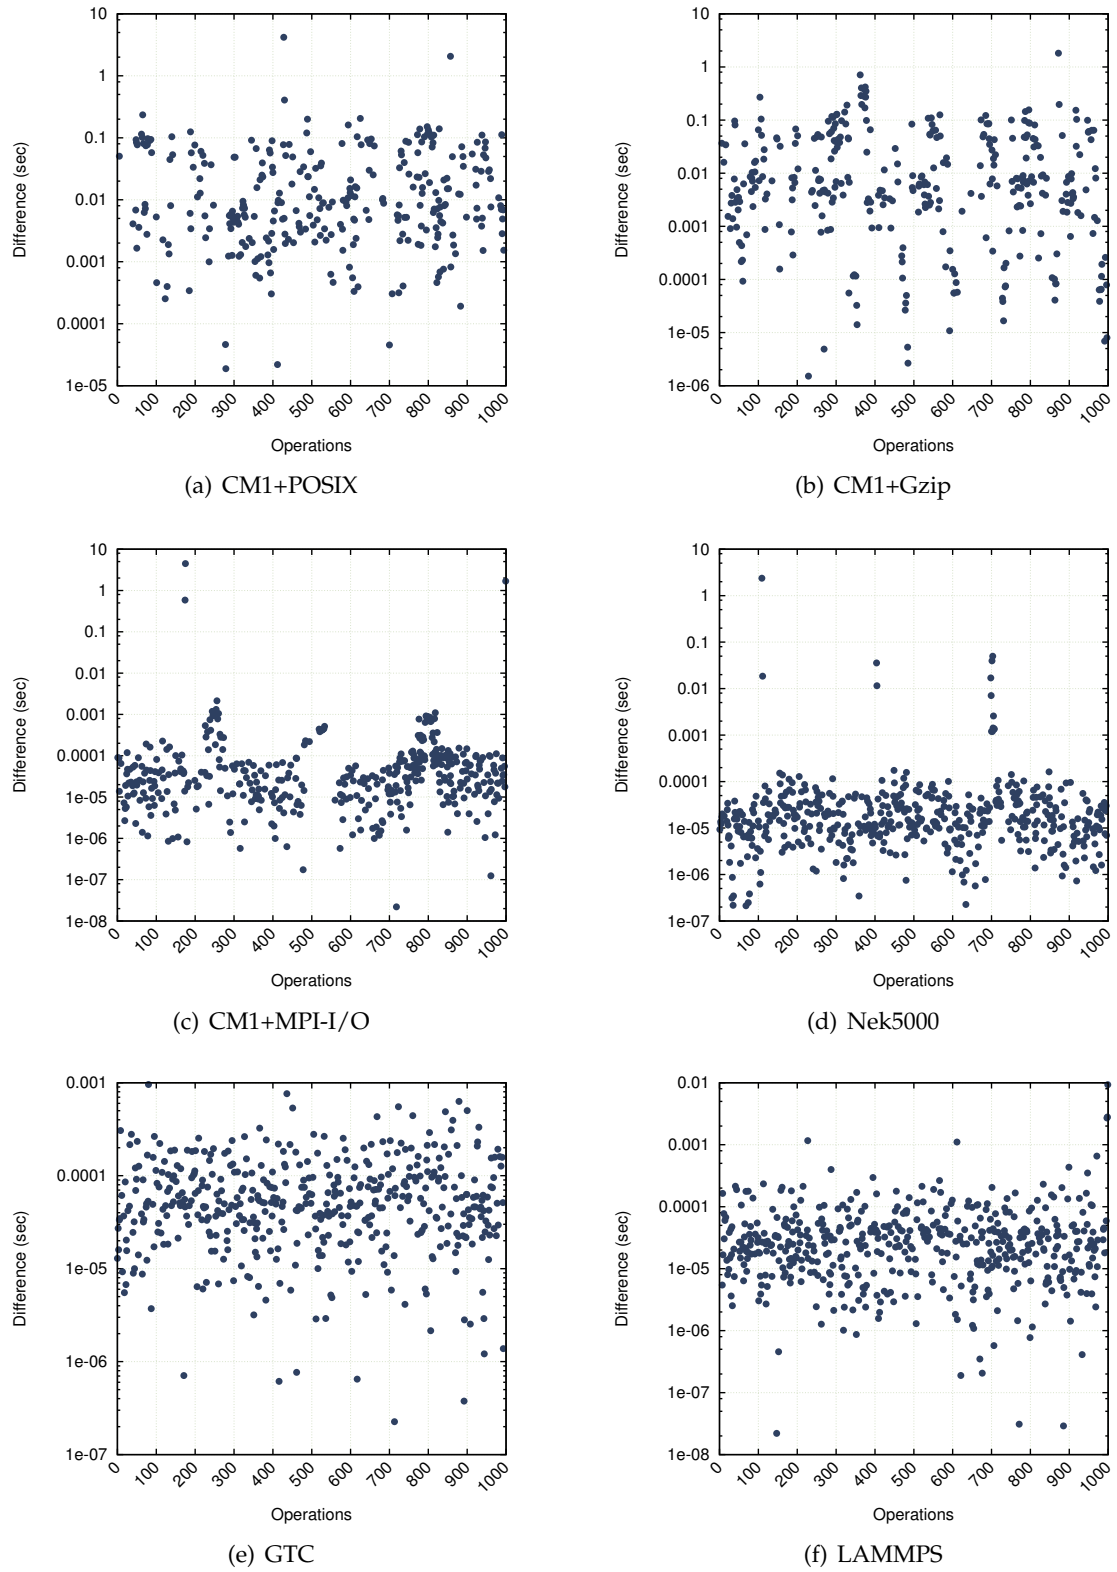 10
1
0.1
0.01
0.001
0.0001
1e-05
Difference (sec)
0 100 200 300 400 500 600 700 800 900 1000
Operations
(a) CM1+POSIX
10
1
0.1
0.01
0.001
0.0001
1e-05
1e-06
Difference (sec)
0 100 200 300 400 500 600 700 800 900 1000
Operations
(b) CM1+Gzip
10
1
0.1
0.01
0.001
0.0001
1e-05
1e-06
1e-07
1e-08
Difference (sec)
0 100 200 300 400 500 600 700 800 900 1000
Operations
(c) CM1+MPI-I/O
10
1
0.1
0.01
0.001
0.0001
1e-05
1e-06
1e-07
Difference (sec)
0 100 200 300 400 500 600 700 800 900 1000
Operations
(d) Nek5000
0.001
0.0001
1e-05
1e-06
1e-07
Difference (sec)
0 100 200 300 400 500 600 700 800 900 1000
Operations
(e) GTC
0.01
0.001
0.0001
1e-05
1e-06
1e-07
1e-08
Difference (sec)
0 100 200 300 400 500 600 700 800 900 1000
Operations
(f) LAMMPS